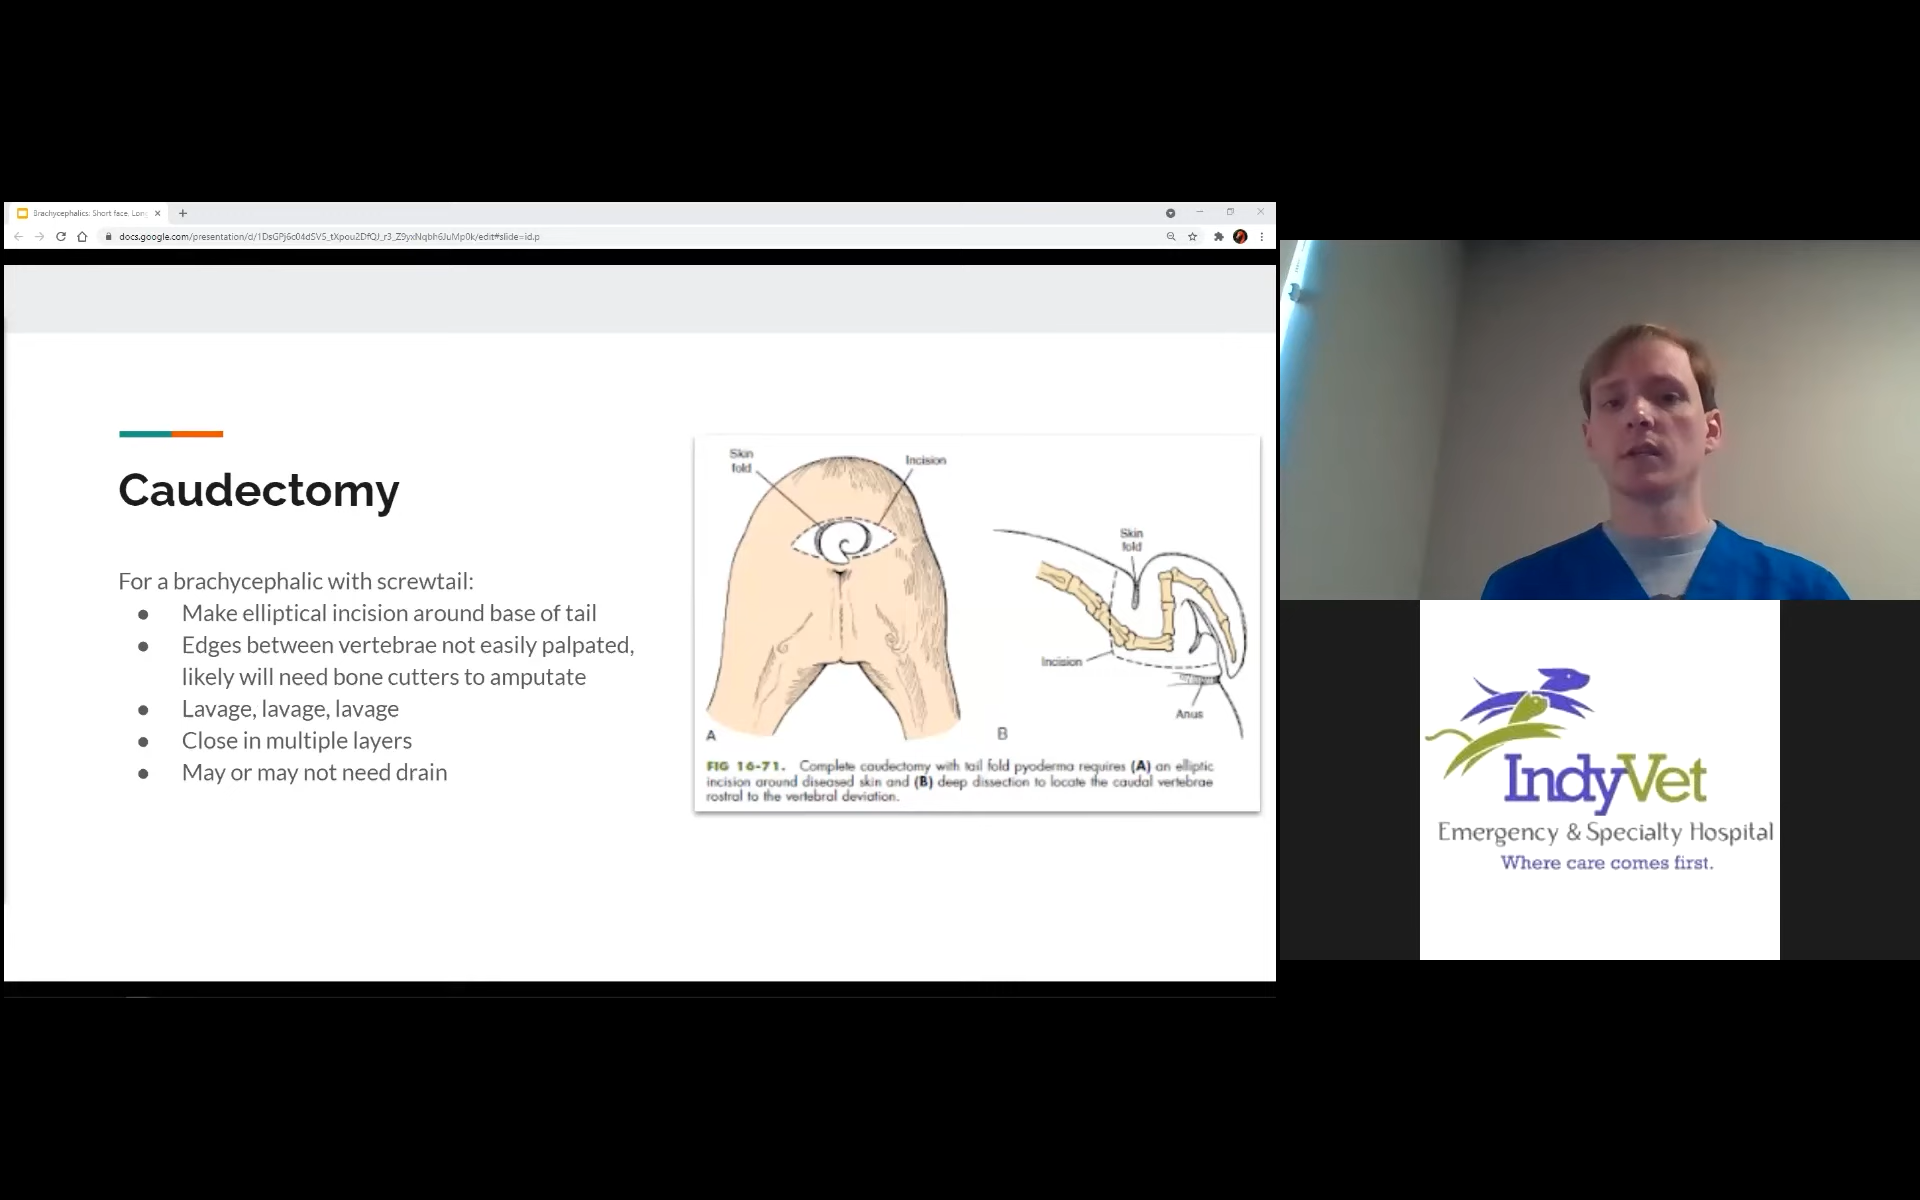 Brachycephalics: Short face, Lon
docs.google.com/presentation/d/
Caudectomy
For a brachycephalic with screwtail:
● Make elliptical incision around base of tail
● Edges between vertebrae not easily palpated,
likely will need bone cutters to amputate
● Lavage, lavage, lavage
● Close in multiple layers
● May or may not need drain
Skin
fold
Incision
A
Skin
fold
Incision
Anus
B
FIG 16-71. Complete caudectomy with tail fold pyoderma requires (A) an elliptic
incision around diseased skin and (B) deep dissection to locate the caudal vertebrae
rostral to the vertebral deviation.
IndyVet
Emergency & Specialty Hospital
Where care comes first.